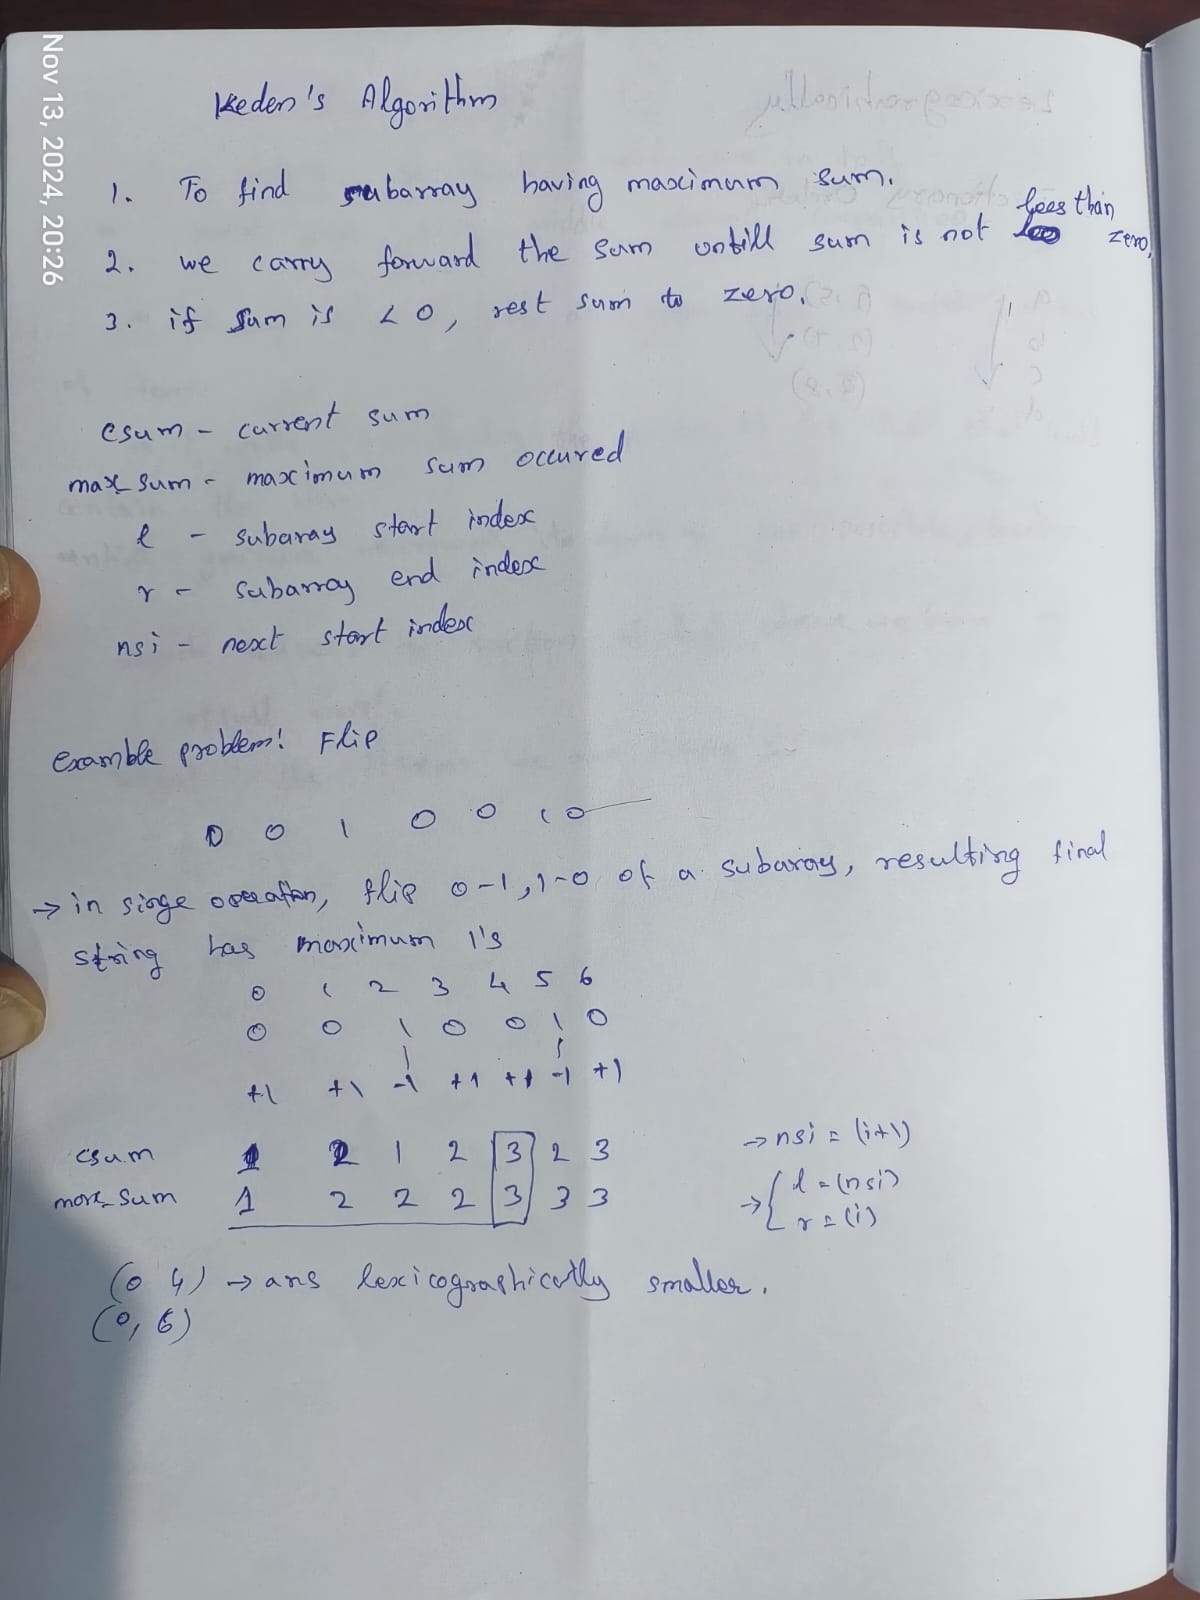 Nov 13, 2024, 20:26
Keden's Algorithm
1. To find subarray having maximum sum.
2. we carry forward the sum untill sum is not less than zero.
3. if sum is < 0, rest sum to zero.
csum - current sum
max_sum - maximum sum occured
l - subaray start index
r - subarray end index
nsi - next start index
Examble problem: Flip
0 0 1 0 0 1 0
→ in singe operation, flip 0-1, 1-0 of a subaray, resulting final
string has maximum 1's
0 1 2 3 4 5 6
0 0 1 0 0 1 0
+1 +1 -1 +1 +1 -1 +1
csum 1 2 1 2 3 2 3 → nsi = (i+1)
max_sum 1 2 2 2 3 3 3 → { l = (nsi)
r = (i)
(0 4) → ans lexicographically smaller.
(0, 6)